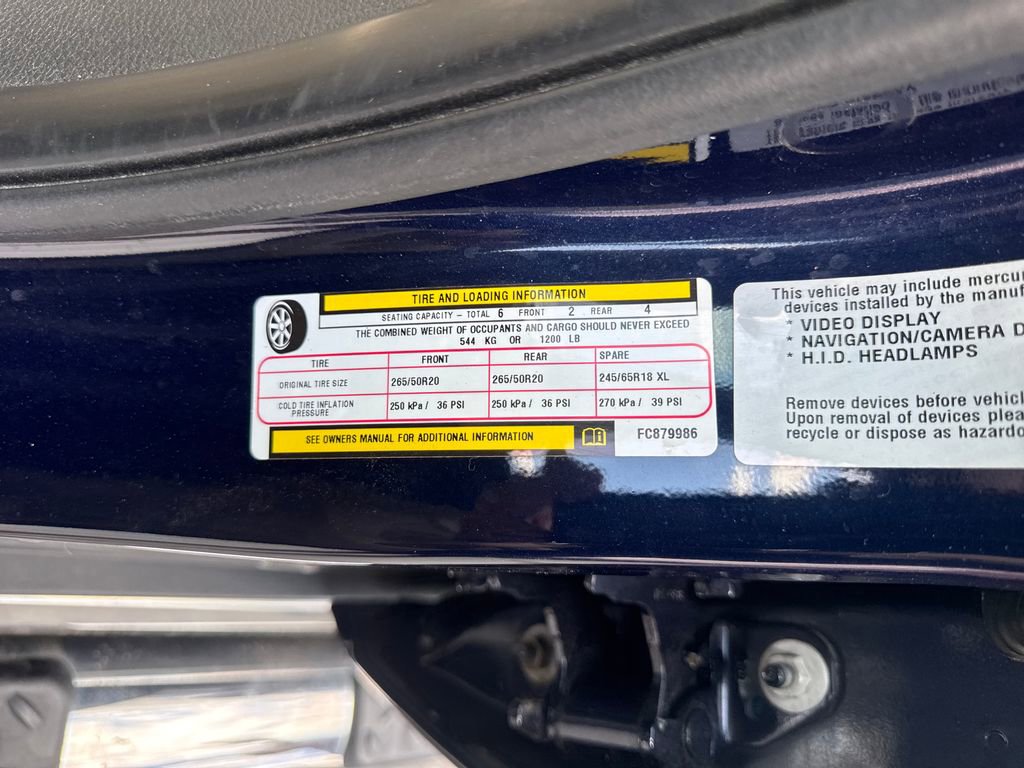 TIRE AND LOADING INFORMATION
SEATING CAPACITY - TOTAL 6 FRONT 2 REAR 4
THE COMBINED WEIGHT OF OCCUPANTS AND CARGO SHOULD NEVER EXCEED
544 KG OR 1200 LB
TIRE FRONT REAR SPARE
ORIGINAL TIRE SIZE 265/50R20 265/50R20 245/65R18 XL
COLD TIRE INFLATION PRESSURE 250 kPa / 36 PSI 250 kPa / 36 PSI 270 kPa / 39 PSI
SEE OWNERS MANUAL FOR ADDITIONAL INFORMATION FC879986
This vehicle may include mercu
devices installed by the manuf
* VIDEO DISPLAY
* NAVIGATION/CAMERA D
* H.I.D. HEADLAMPS
Remove devices before vehicl
Upon removal of devices plea
recycle or dispose as hazardo